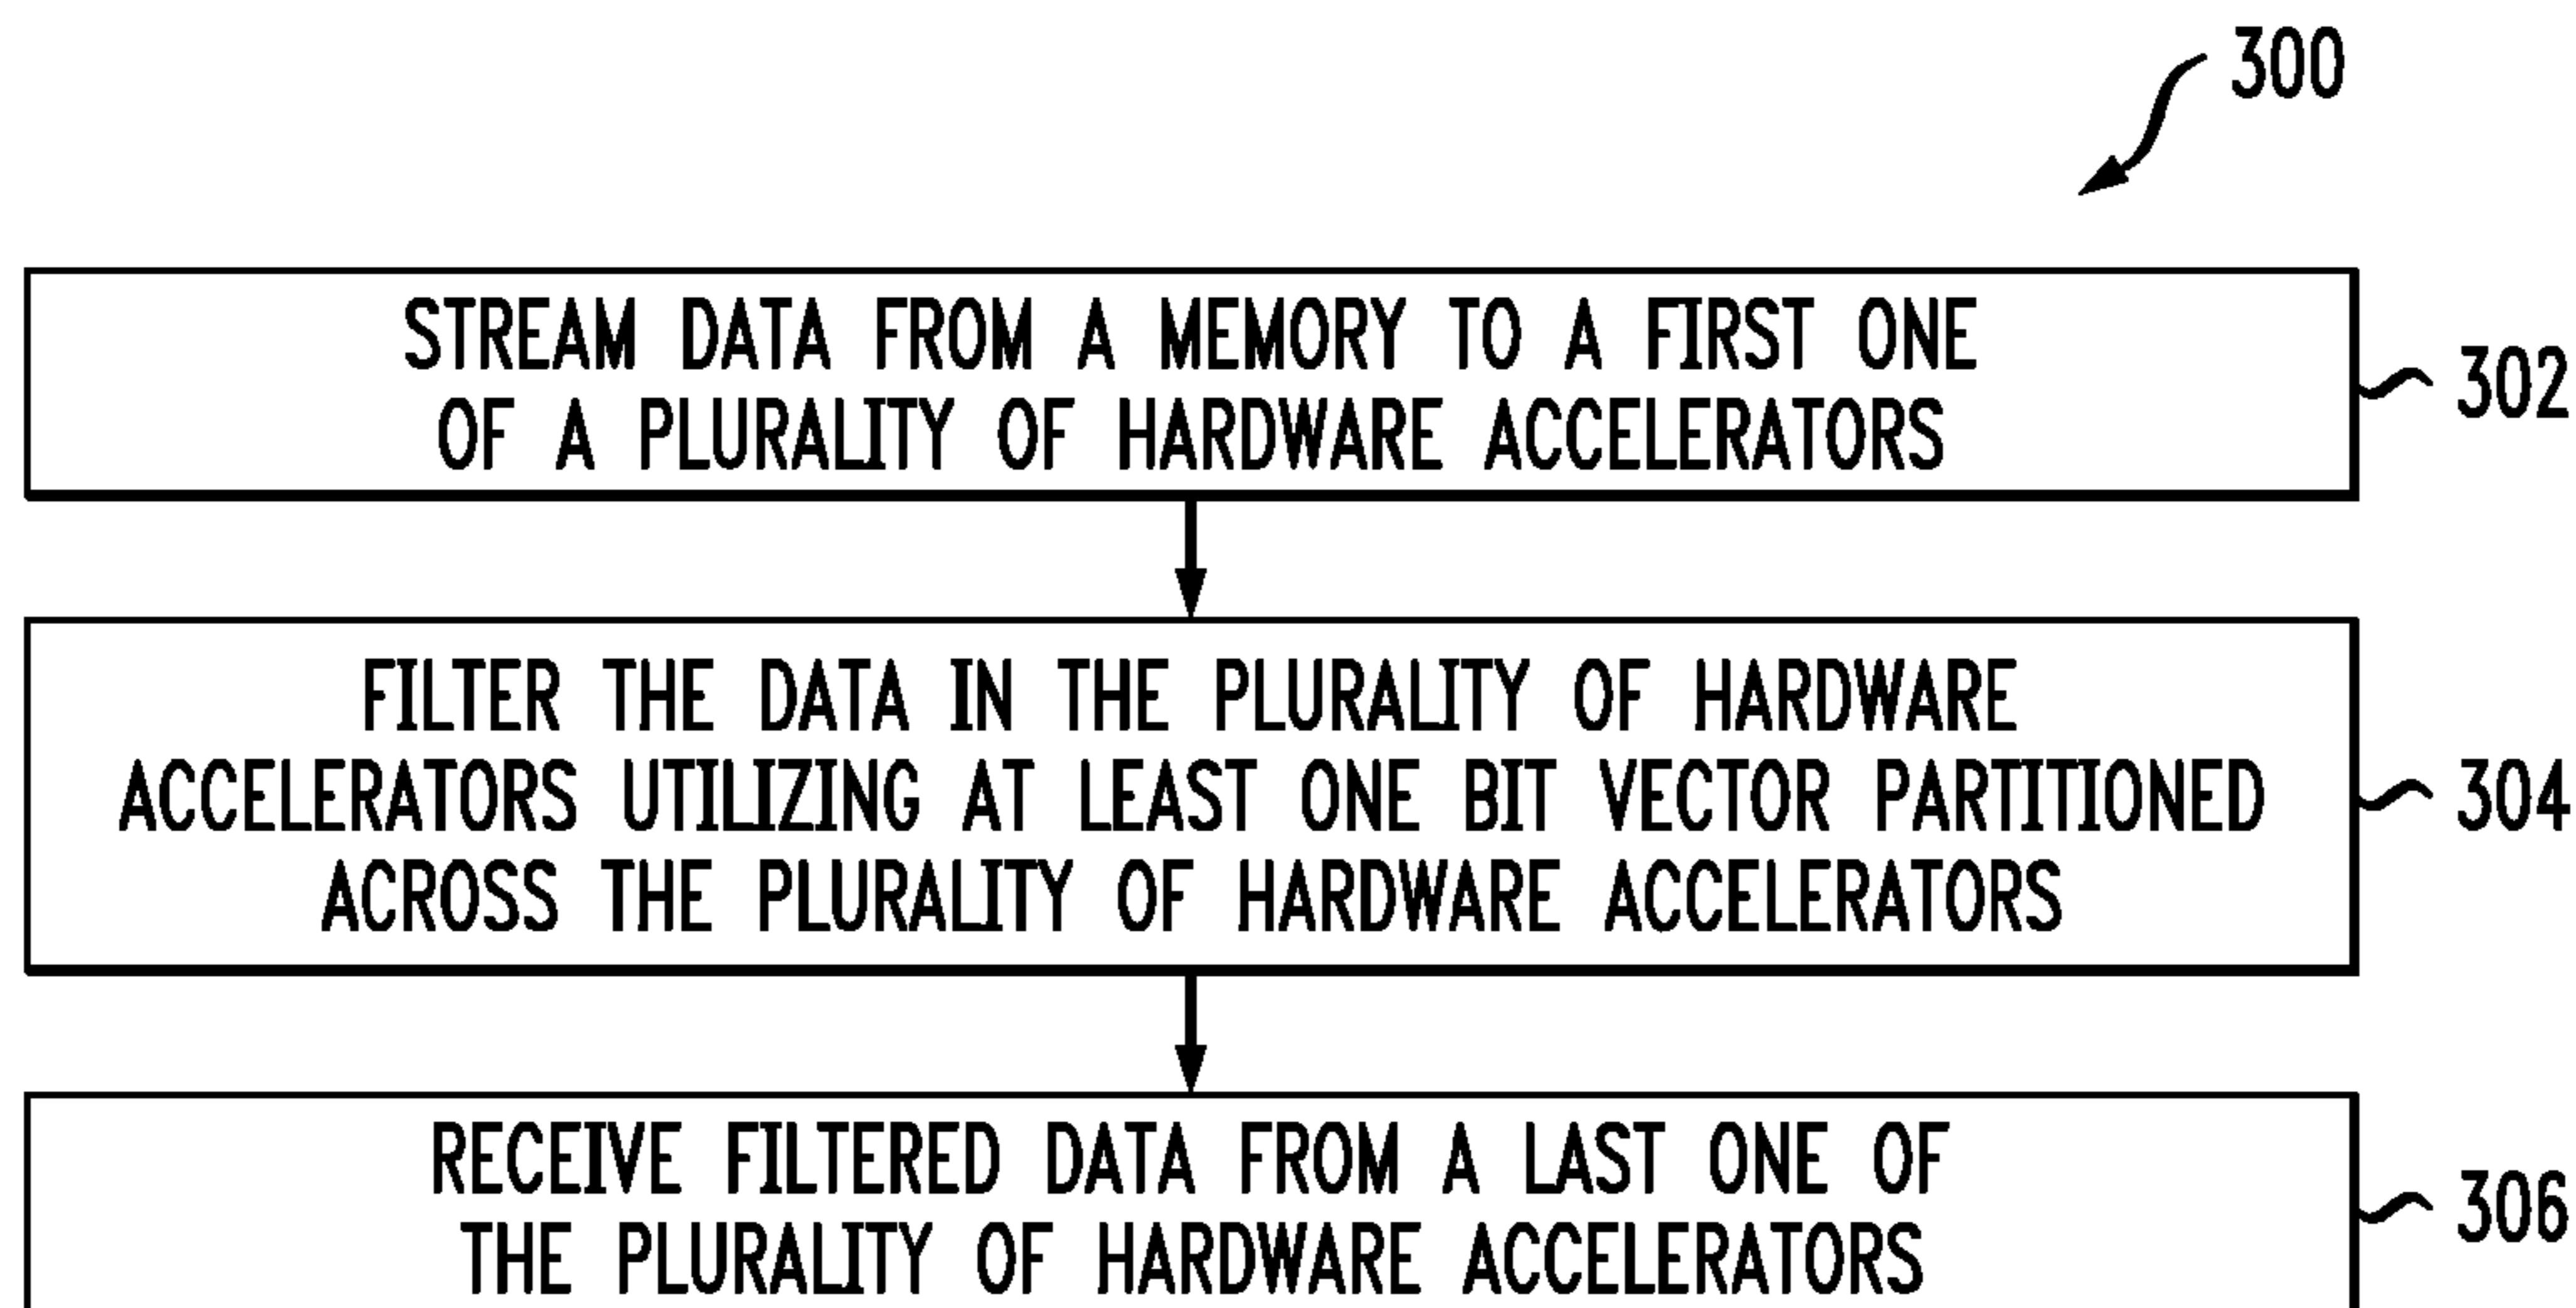 300
STREAM DATA FROM A MEMORY TO A FIRST ONE
OF A PLURALITY OF HARDWARE ACCELERATORS
302
FILTER THE DATA IN THE PLURALITY OF HARDWARE
ACCELERATORS UTILIZING AT LEAST ONE BIT VECTOR PARTITIONED
ACROSS THE PLURALITY OF HARDWARE ACCELERATORS
304
RECEIVE FILTERED DATA FROM A LAST ONE OF
THE PLURALITY OF HARDWARE ACCELERATORS
306